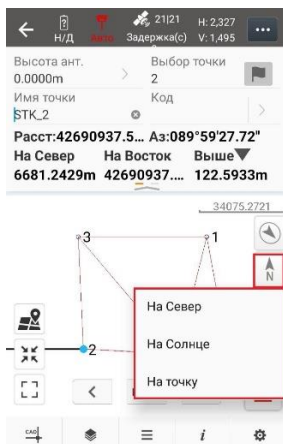 21|21 H:2,327
Н/Д Авто Задержка(с) V:1,495
Высота ант. Выбор точки
0.0000m 2
Имя точки Код
STK_2
Расст:42690937.5... Аз:089°59'27.72"
На Север На Восток Выше
6681.2429m 42690937.... 122.5933m
34075.2721
3 1
N
На Север
На Солнце
2
На точку
CAD